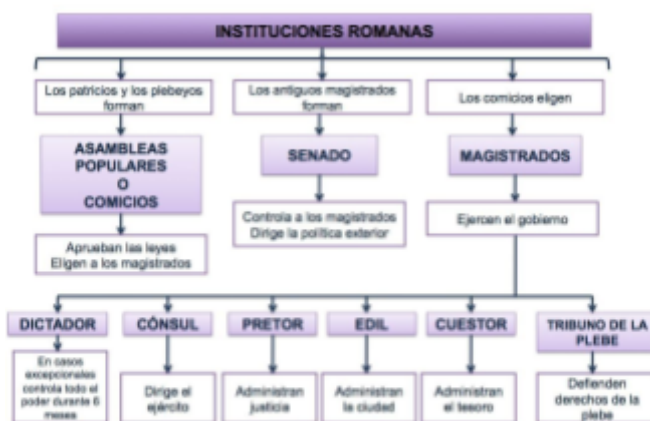 INSTITUCIONES ROMANAS
Los patricios y los plebeyos
forman
Los antiguos magistrados
forman
Los comicios eligen
ASAMBLEAS
POPULARES
O
COMICIOS
SENADO
MAGISTRADOS
Aprueban las leyes
Eligen a los magistrados
Controla a los magistrados
Dirige la política exterior
Ejercen el gobierno
DICTADOR
CÓNSUL
PRETOR
EDIL
CUESTOR
TRIBUNO DE LA
PLEBE
En casos
excepcionales
controla todo el
poder durante 6
meses
Dirige el
ejército
Administran
justicia
Administran
la ciudad
Administran
el tesoro
Defienden
derechos de la
plebe